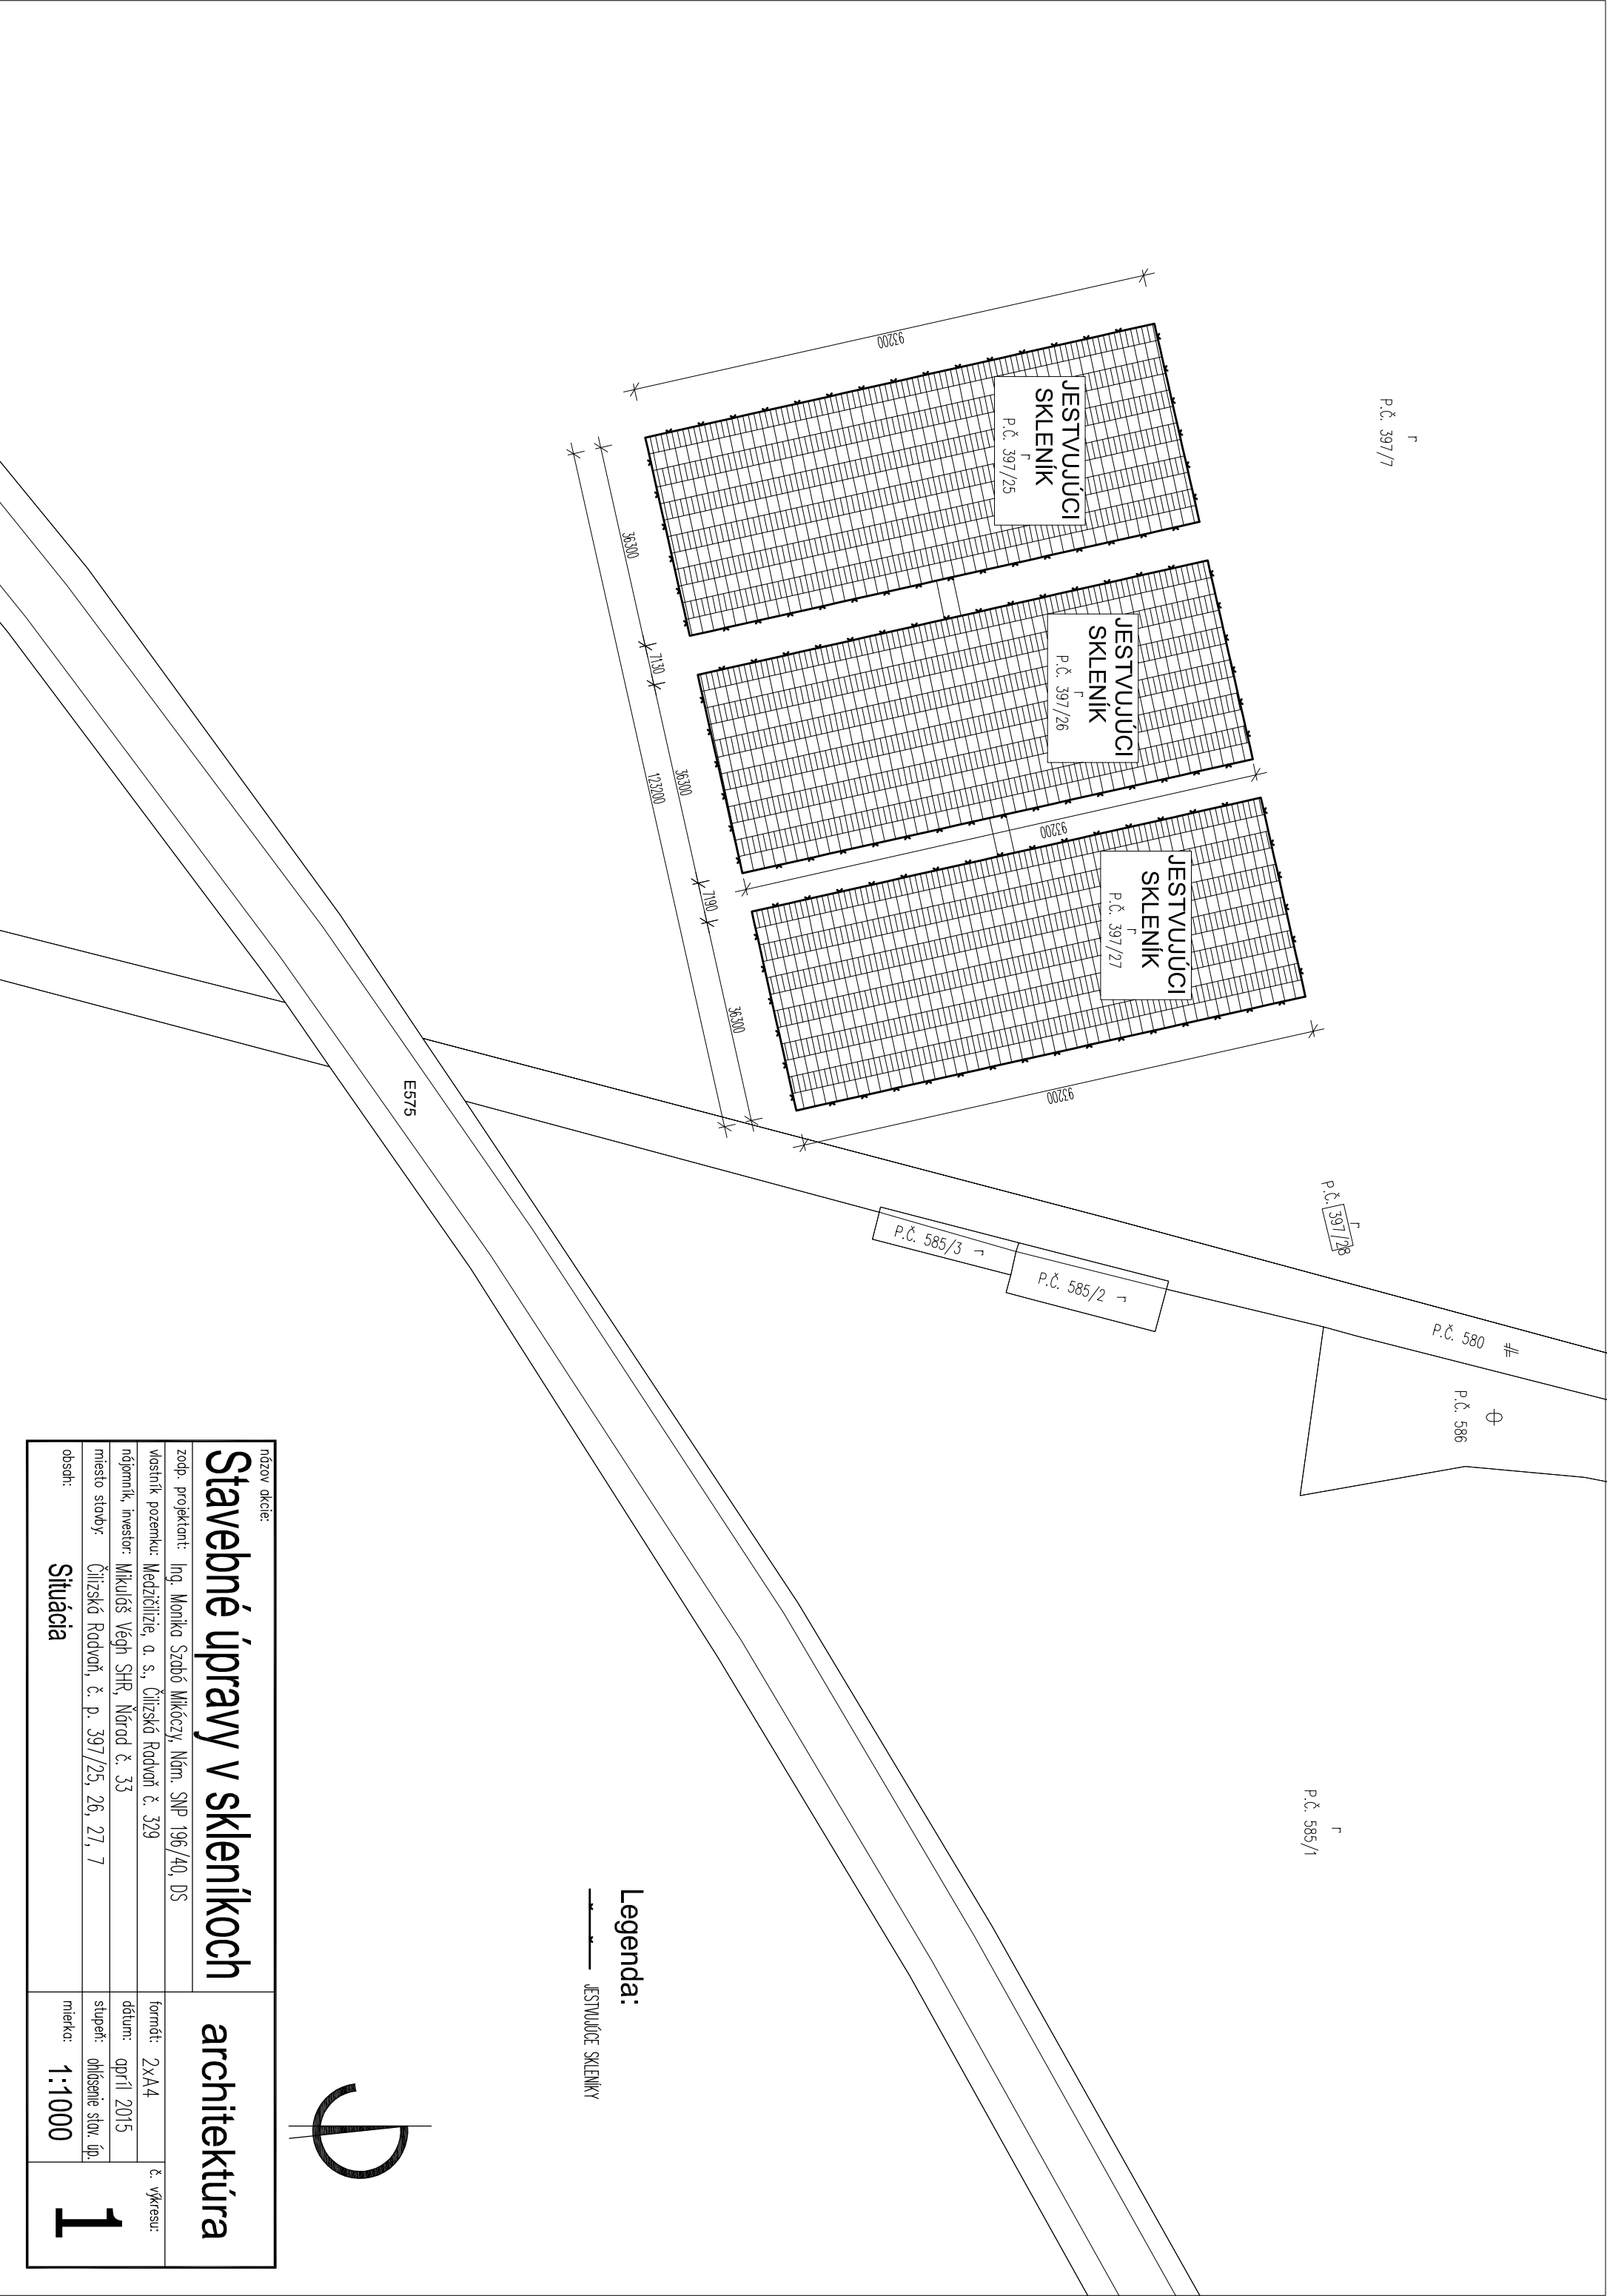 P.Č. 397/7
93200
JESTVUJÚCI
SKLENÍK
P.Č. 397/25
JESTVUJÚCI
SKLENÍK
P.Č. 397/26
93200
JESTVUJÚCI
SKLENÍK
P.Č. 397/27
93200
36300
7130
36300
7190
36300
123200
P.Č. 397/28
P.Č. 580
P.Č. 586
P.Č. 585/3
P.Č. 585/2
P.Č. 585/1
E575
Legenda:
JESTVUJÚCE SKLENÍKY
názov akcie:
Stavebné úpravy v skleníkoch
architektúra
zodp. projektant: Ing. Monika Szabó Mikóczy, Nám. SNP 196/40, DS
vlastník pozemku: Medzičilizie, a. s., Čilizská Radvaň č. 329
nájomník, investor: Mikuláš Végh SHR, Ňárad č. 33
miesto stavby: Čilizská Radvaň, č. p. 397/25, 26, 27, 7
obsah: Situácia
formát: 2xA4
dátum: apríl 2015
stupeň: ohlásenie stav. úp.
mierka: 1:1000
č. výkresu:
1